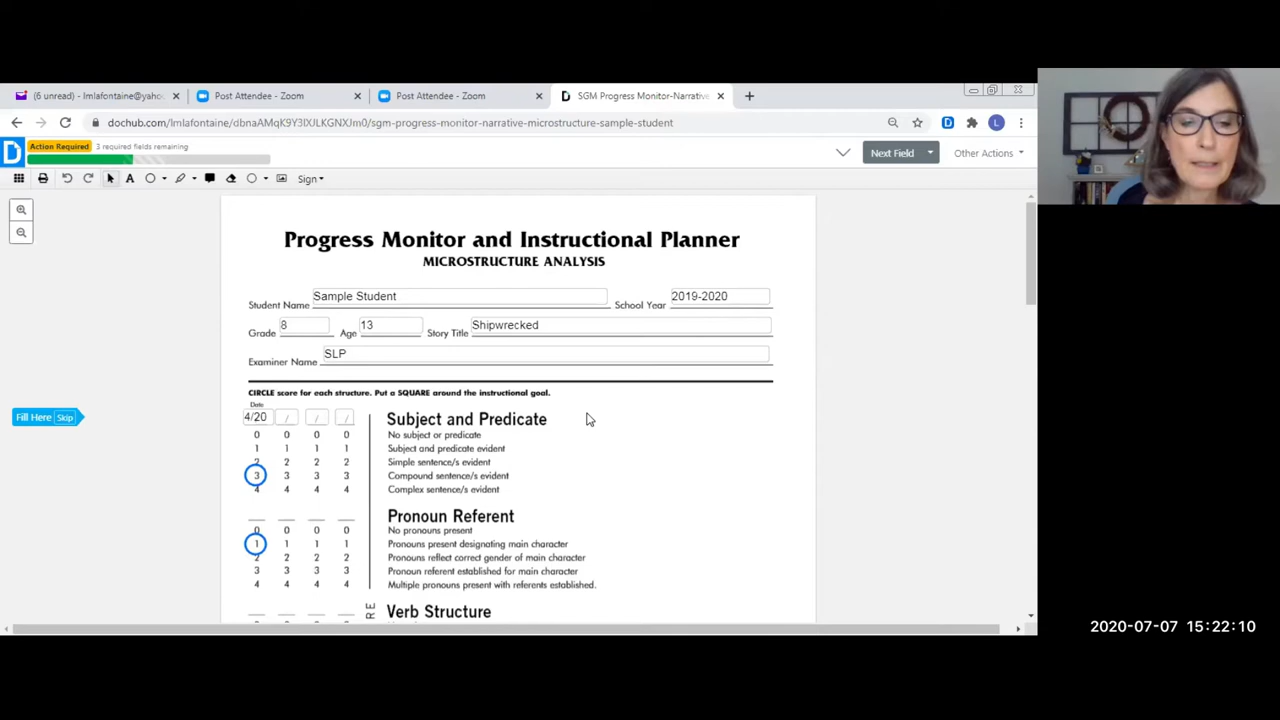 (6 unread) - lmlafontaine@yaho
Post Attendee - Zoom
Post Attendee - Zoom
SGM Progress Monitor-Narrative
dochub.com/lmlafontaine/dbnaAMqK9Y3lXJLKGNXJm0/sgm-progress-monitor-narrative-microstructure-sample-student
L
D
Action Required
3 required fields remaining
Next Field
Other Actions
A
Sign
Progress Monitor and Instructional Planner
MICROSTRUCTURE ANALYSIS
Student Name Sample Student School Year 2019-2020
Grade 8 Age 13 Story Title Shipwrecked
Examiner Name SLP
CIRCLE score for each structure. Put a SQUARE around the instructional goal.
Date
Fill Here Skip
4/20 / / / Subject and Predicate
0 0 0 0 No subject or predicate
1 1 1 1 Subject and predicate evident
2 2 2 2 Simple sentence/s evident
3 3 3 3 Compound sentence/s evident
4 4 4 4 Complex sentence/s evident
Pronoun Referent
0 0 0 0 No pronouns present
1 1 1 1 Pronouns present designating main character
2 2 2 2 Pronouns reflect correct gender of main character
3 3 3 3 Pronoun referent established for main character
4 4 4 4 Multiple pronouns present with referents established.
RE
Verb Structure
2020-07-07 15:22:10